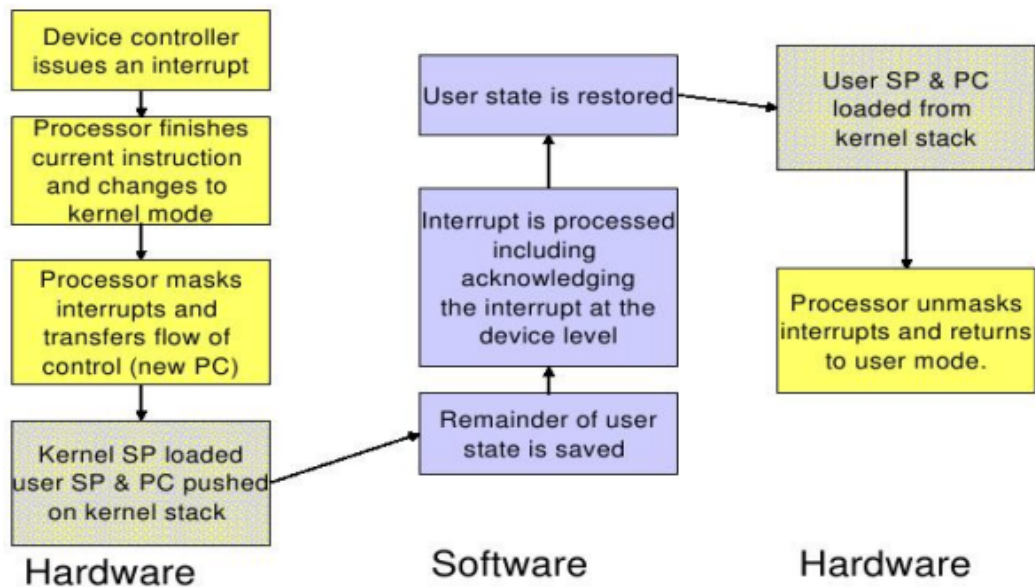 Device controller
issues an interrupt
Processor finishes
current instruction
and changes to
kernel mode
Processor masks
interrupts and
transfers flow of
control (new PC)
Kernel SP loaded
user SP & PC pushed
on kernel stack
Hardware
User state is restored
Interrupt is processed
including
acknowledging
the interrupt at the
device level
Remainder of user
state is saved
Software
User SP & PC
loaded from
kernel stack
Processor unmasks
interrupts and returns
to user mode.
Hardware